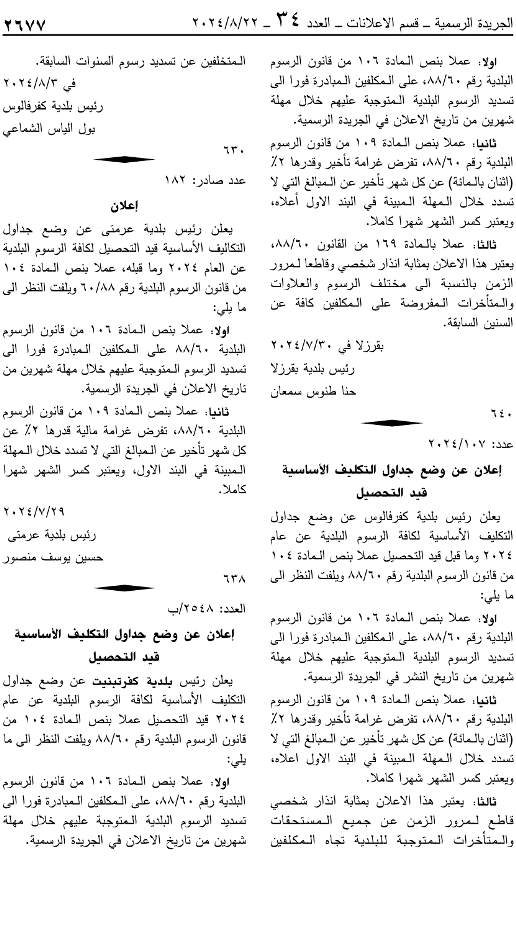 الجريدة الرسمية ـ قسم الاعلانات ـ العدد ٣٤ ـ ٢٠٢٤/٨/٢٢
٢٦٧٧
اولا: عملا بنص المادة ١٠٦ من قانون الرسوم
البلدية رقم ٨٨/٦٠، على المكلفين المبادرة فورا الى
تسديد الرسوم البلدية المتوجبة عليهم خلال مهلة
شهرين من تاريخ الاعلان في الجريدة الرسمية.
ثانيا: عملا بنص المادة ١٠٩ من قانون الرسوم
البلدية رقم ٨٨/٦٠، تفرض غرامة تأخير وقدرها ٢٪
(اثنان بالمائة) عن كل شهر تأخير عن المبالغ التي لا
تسدد خلال المهلة المبينة في البند الاول أعلاه،
ويعتبر كسر الشهر شهرا كاملا.
ثالثا: عملا بالمادة ١٦٩ من القانون ٨٨/٦٠،
يعتبر هذا الاعلان بمثابة انذار شخصي وقاطعا لمرور
الزمن بالنسبة الى مختلف الرسوم والعلاوات
والمتأخرات المفروضة على المكلفين كافة عن
السنين السابقة.
بقرزلا في ٢٠٢٤/٧/٣٠
رئيس بلدية بقرزلا
حنا طنوس سمعان
٦٤٠
عدد: ٢٠٢٤/١٠٧
إعلان عن وضع جداول التكليف الأساسية
قيد التحصيل
يعلن رئيس بلدية كفرفالوس عن وضع جداول
التكليف الأساسية لكافة الرسوم البلدية عن عام
٢٠٢٤ وما قبل قيد التحصيل عملا بنص المادة ١٠٤
من قانون الرسوم البلدية رقم ٨٨/٦٠ ويلفت النظر الى
ما يلي:
اولا: عملا بنص المادة ١٠٦ من قانون الرسوم
البلدية رقم ٨٨/٦٠، على المكلفين المبادرة فورا الى
تسديد الرسوم البلدية المتوجبة عليهم خلال مهلة
شهرين من تاريخ النشر في الجريدة الرسمية.
ثانيا: عملا بنص المادة ١٠٩ من قانون الرسوم
البلدية رقم ٨٨/٦٠، تفرض غرامة تأخير وقدرها ٢٪
(اثنان بالمائة) عن كل شهر تأخير عن المبالغ التي لا
تسدد خلال المهلة المبينة في البند الاول اعلاه،
ويعتبر كسر الشهر شهرا كاملا.
ثالثا: يعتبر هذا الاعلان بمثابة انذار شخصي
قاطع لمرور الزمن عن جميع المستحقات
والمتأخرات المتوجبة للبلدية تجاه المكلفين
المتخلفين عن تسديد رسوم السنوات السابقة.
في ٢٠٢٤/٨/٣
رئيس بلدية كفرفالوس
بول الياس الشماعي
٦٣٠
عدد صادر: ١٨٢
إعلان
يعلن رئيس بلدية عرمتى عن وضع جداول
التكاليف الأساسية قيد التحصيل لكافة الرسوم البلدية
عن العام ٢٠٢٤ وما قبله، عملا بنص المادة ١٠٤
من قانون الرسوم البلدية رقم ٦٠/٨٨ ويلفت النظر الى
ما يلي:
اولا: عملا بنص المادة ١٠٦ من قانون الرسوم
البلدية ٨٨/٦٠ على المكلفين المبادرة فورا الى
تسديد الرسوم المتوجبة عليهم خلال مهلة شهرين من
تاريخ الاعلان في الجريدة الرسمية.
ثانيا: عملا بنص المادة ١٠٩ من قانون الرسوم
البلدية ٨٨/٦٠، تفرض غرامة مالية قدرها ٢٪ عن
كل شهر تأخير عن المبالغ التي لا تسدد خلال المهلة
المبينة في البند الاول، ويعتبر كسر الشهر شهرا
كاملا.
٢٠٢٤/٧/٢٩
رئيس بلدية عرمتى
حسين يوسف منصور
٦٣٨
العدد: ٢٥٤٨/ب
إعلان عن وضع جداول التكليف الأساسية
قيد التحصيل
يعلن رئيس بلدية كفرتبنيت عن وضع جداول
التكليف الأساسية لكافة الرسوم البلدية عن عام
٢٠٢٤ قيد التحصيل عملا بنص المادة ١٠٤ من
قانون الرسوم البلدية رقم ٨٨/٦٠ ويلفت النظر الى ما
يلي:
اولا: عملا بنص المادة ١٠٦ من قانون الرسوم
البلدية رقم ٨٨/٦٠، على المكلفين المبادرة فورا الى
تسديد الرسوم البلدية المتوجبة عليهم خلال مهلة
شهرين من تاريخ الاعلان في الجريدة الرسمية.